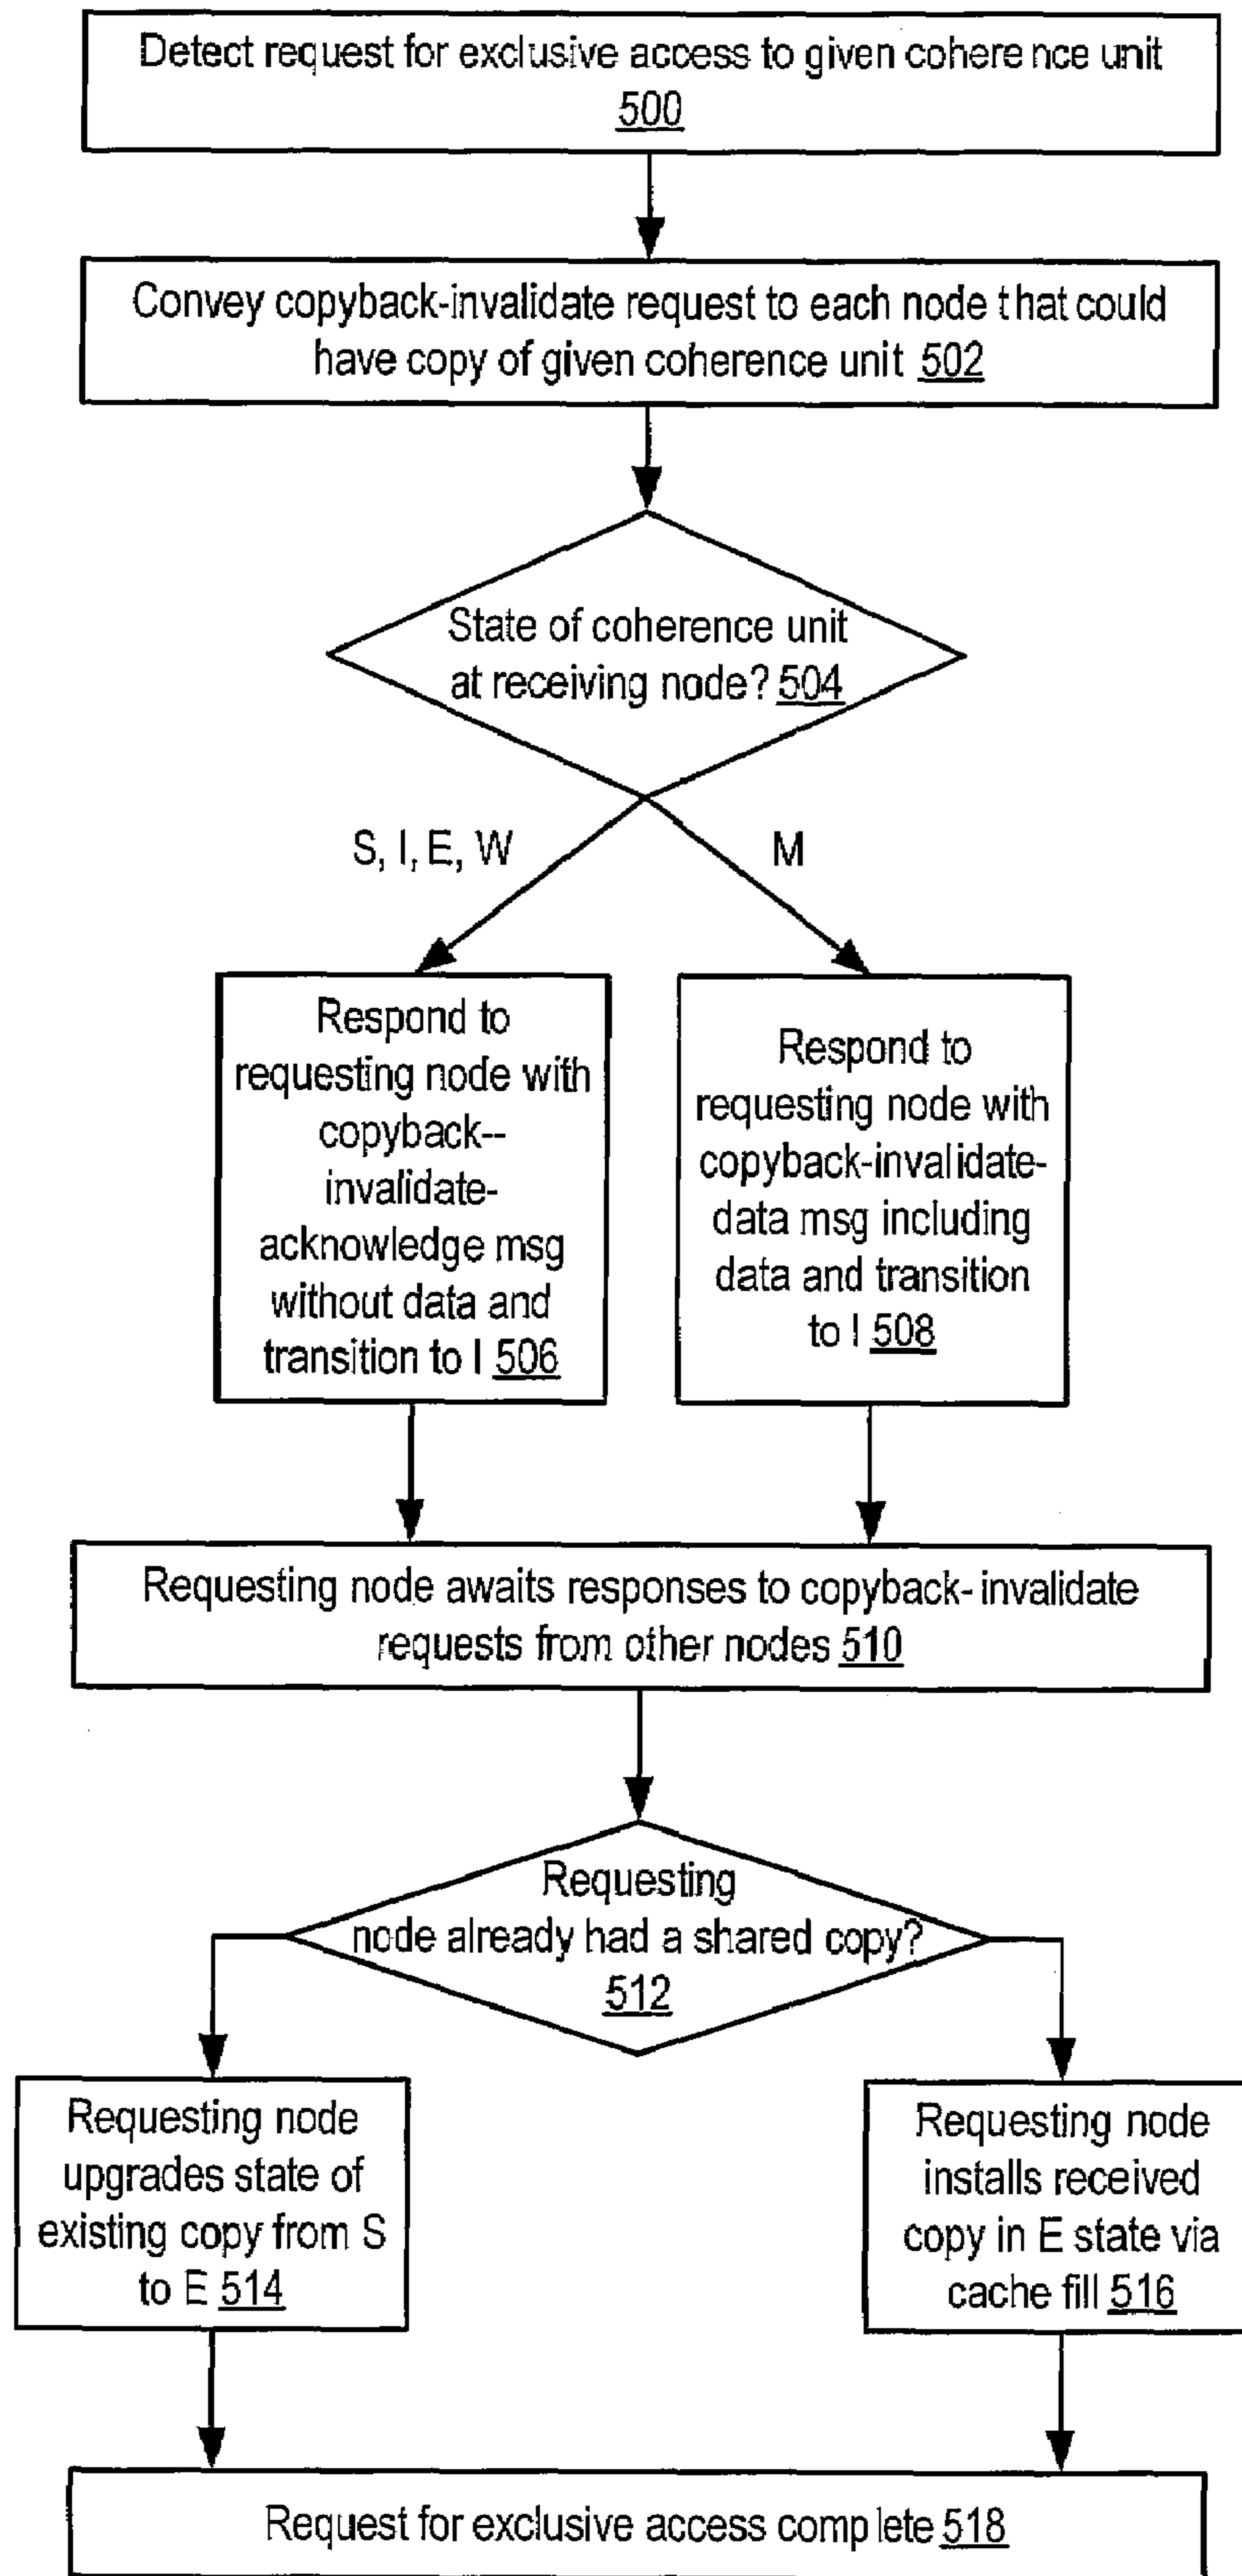 Detect request for exclusive access to given coherence unit
500
Convey copyback-invalidate request to each node that could
have copy of given coherence unit 502
State of coherence unit
at receiving node? 504
S, I, E, W
M
Respond to
requesting node with
copyback--
invalidate-
acknowledge msg
without data and
transition to I 506
Respond to
requesting node with
copyback-invalidate-
data msg including
data and transition
to I 508
Requesting node awaits responses to copyback-invalidate
requests from other nodes 510
Requesting
node already had a shared copy?
512
Requesting node
upgrades state of
existing copy from S
to E 514
Requesting node
installs received
copy in E state via
cache fill 516
Request for exclusive access complete 518